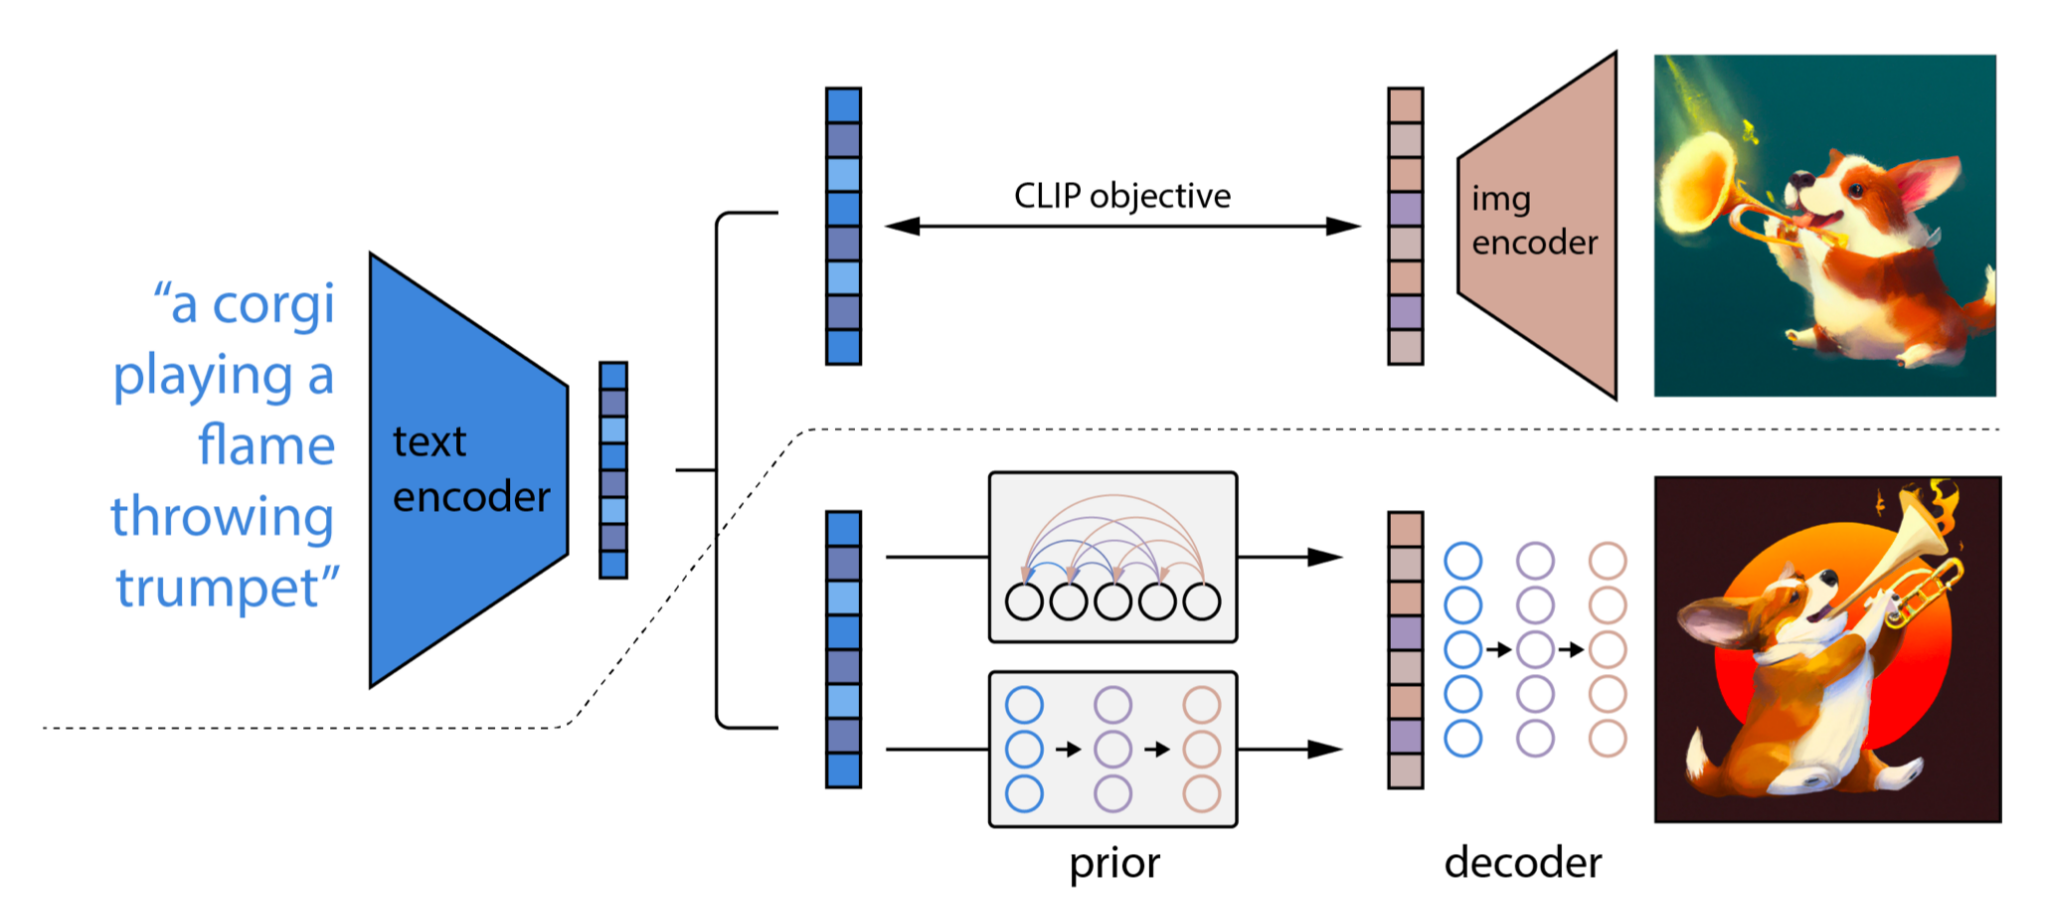 “a corgi
playing a
flame
throwing
trumpet”
text
encoder
CLIP objective
img
encoder
prior
decoder